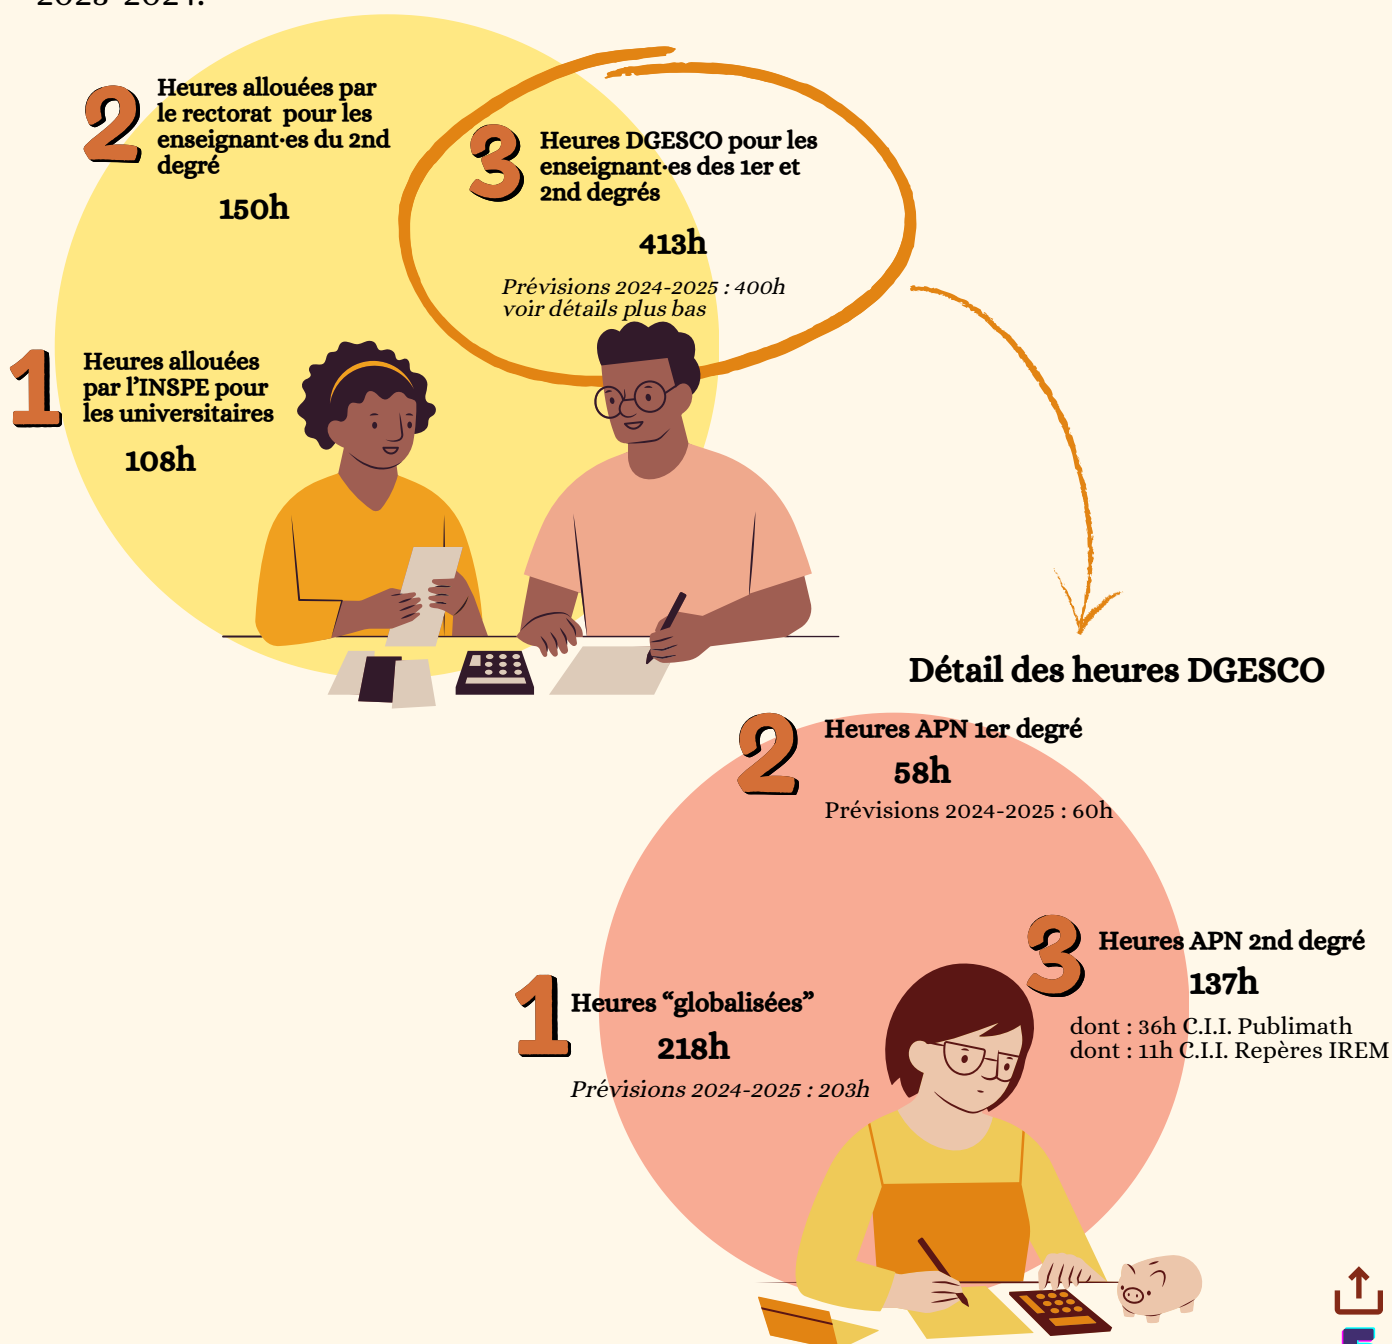 2023-2024.
2
Heures allouées par
le rectorat pour les
enseignant·es du 2nd
degré
150h
3
Heures DGESCO pour les
enseignant·es des 1er et
2nd degrés
413h
Prévisions 2024-2025 : 400h
voir détails plus bas
1
Heures allouées
par l’INSPE pour
les universitaires
108h
Détail des heures DGESCO
2
Heures APN 1er degré
58h
Prévisions 2024-2025 : 60h
3
Heures APN 2nd degré
137h
dont : 36h C.I.I. Publimath
dont : 11h C.I.I. Repères IREM
1
Heures “globalisées”
218h
Prévisions 2024-2025 : 203h